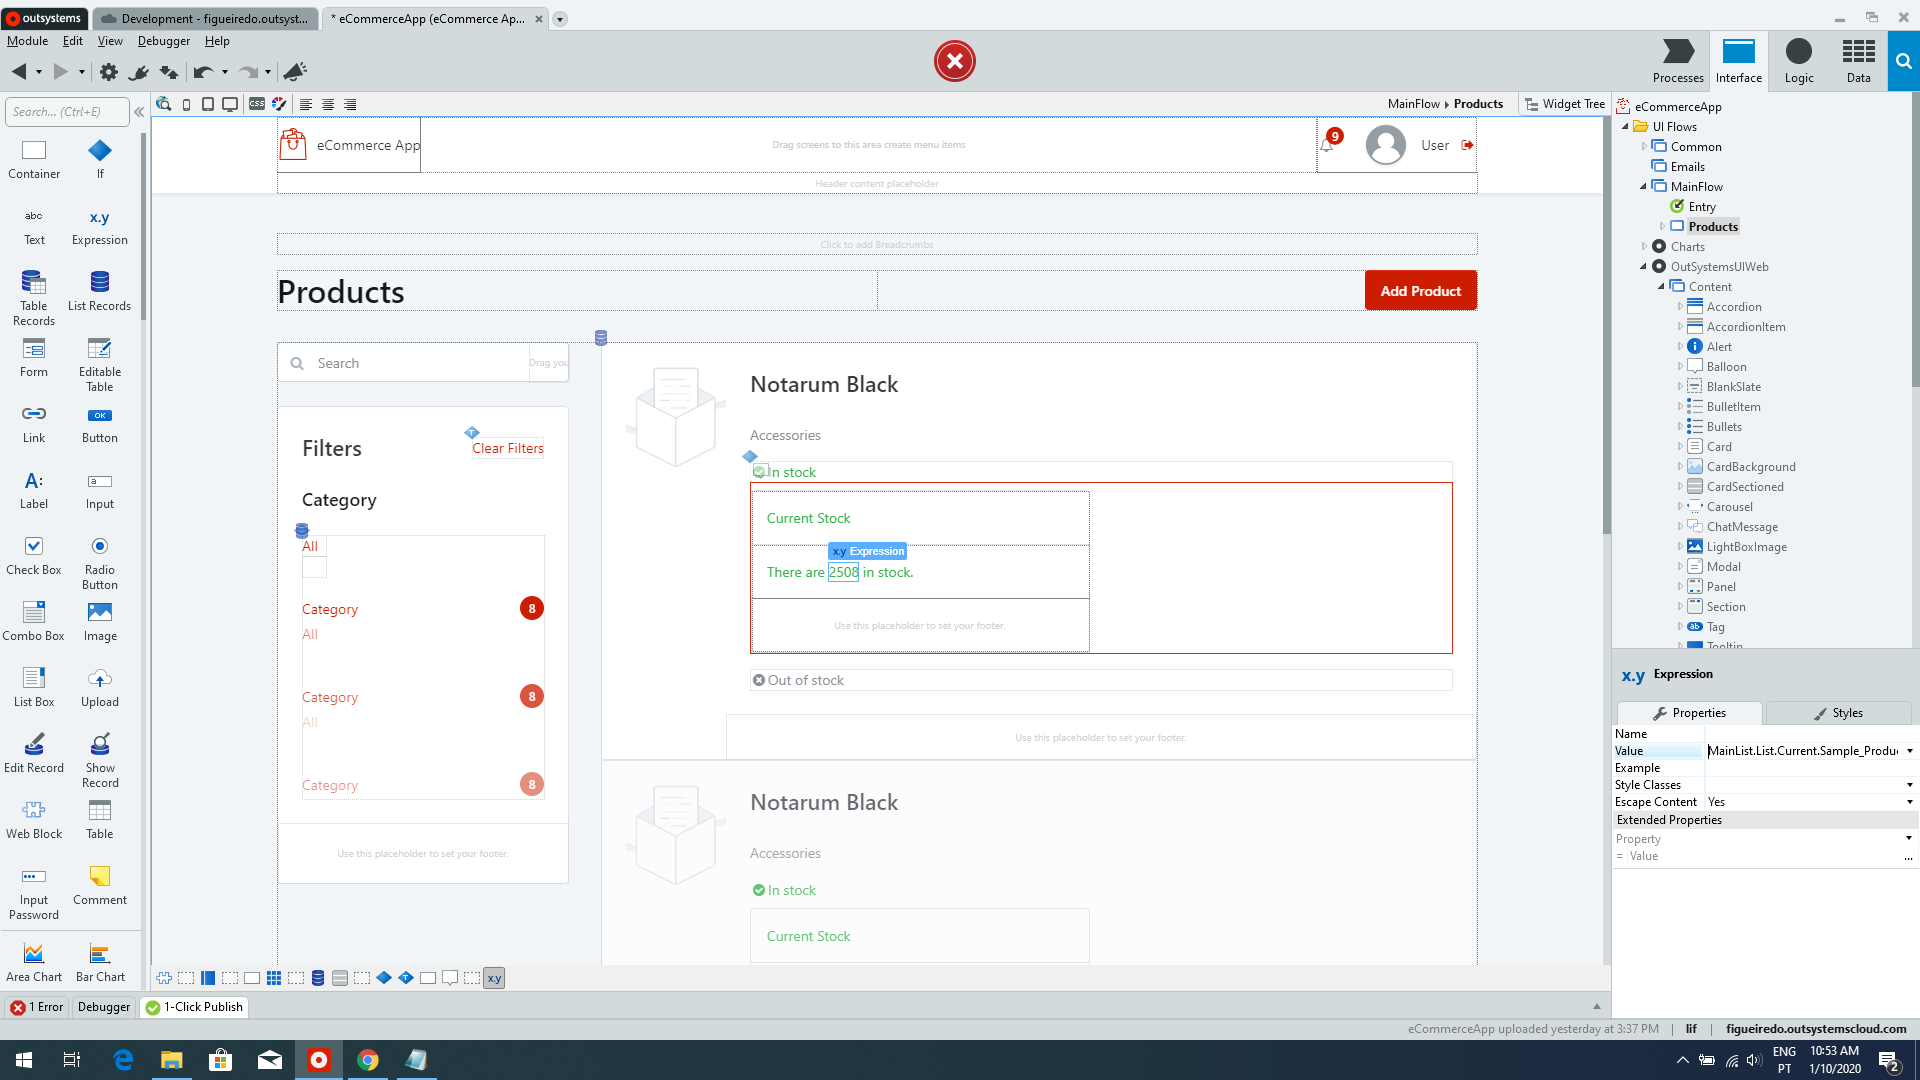 outsystems
Development - figueiredo.outsyst...
* eCommerceApp (eCommerce Ap...
Module Edit View Debugger Help
Processes
Interface
Logic
Data
Search... (Ctrl+E)
css
MainFlow Products
Widget Tree
Container
If
abc
x.y
Text
Expression
Table Records
List Records
Form
Editable Table
Link
OK
Button
A:
Label
a
Input
Check Box
Radio Button
Combo Box
Image
List Box
Upload
Edit Record
Show Record
Web Block
Table
Input Password
Comment
Area Chart
Bar Chart
eCommerce App
Drag screens to this area create menu items
9
User
Header content placeholder
Click to add Breadcrumbs
Products
Add Product
Search
Drag you
Filters
Clear Filters
Category
All
Category
8
All
Category
8
All
Category
8
Use this placeholder to set your footer.
Notarum Black
Accessories
In stock
Current Stock
x.y Expression
There are 2508 in stock.
Use this placeholder to set your footer.
Out of stock
Use this placeholder to set your footer.
Notarum Black
Accessories
In stock
Current Stock
eCommerceApp
UI Flows
Common
Emails
MainFlow
Entry
Products
Charts
OutSystemsUIWeb
Content
Accordion
AccordionItem
Alert
Balloon
BlankSlate
BulletItem
Bullets
Card
CardBackground
CardSectioned
Carousel
ChatMessage
LightBoxImage
Modal
Panel
Section
Tag
Tooltip
x.y Expression
Properties
Styles
Name
Value MainList.List.Current.Sample_Produc
Example
Style Classes
Escape Content Yes
Extended Properties
Property
= Value ...
x.y
1 Error
Debugger
1-Click Publish
eCommerceApp uploaded yesterday at 3:37 PM | lif | figueiredo.outsystemscloud.com
ENG
PT
10:53 AM
1/10/2020
2